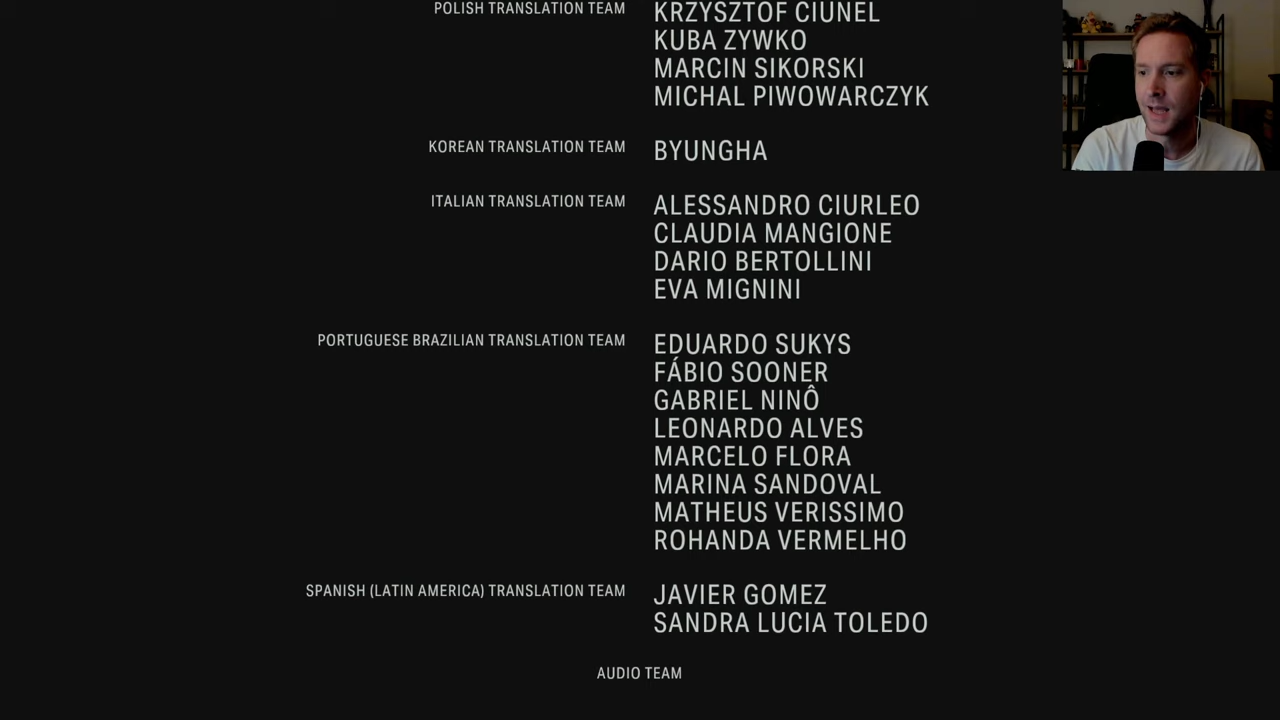 POLISH TRANSLATION TEAM KRZYSZTOF CIUNEL
KUBA ZYWKO
MARCIN SIKORSKI
MICHAL PIWOWARCZYK
KOREAN TRANSLATION TEAM BYUNGHA
ITALIAN TRANSLATION TEAM ALESSANDRO CIURLEO
CLAUDIA MANGIONE
DARIO BERTOLLINI
EVA MIGNINI
PORTUGUESE BRAZILIAN TRANSLATION TEAM EDUARDO SUKYS
FÁBIO SOONER
GABRIEL NINÔ
LEONARDO ALVES
MARCELO FLORA
MARINA SANDOVAL
MATHEUS VERISSIMO
ROHANDA VERMELHO
SPANISH (LATIN AMERICA) TRANSLATION TEAM JAVIER GOMEZ
SANDRA LUCIA TOLEDO
AUDIO TEAM